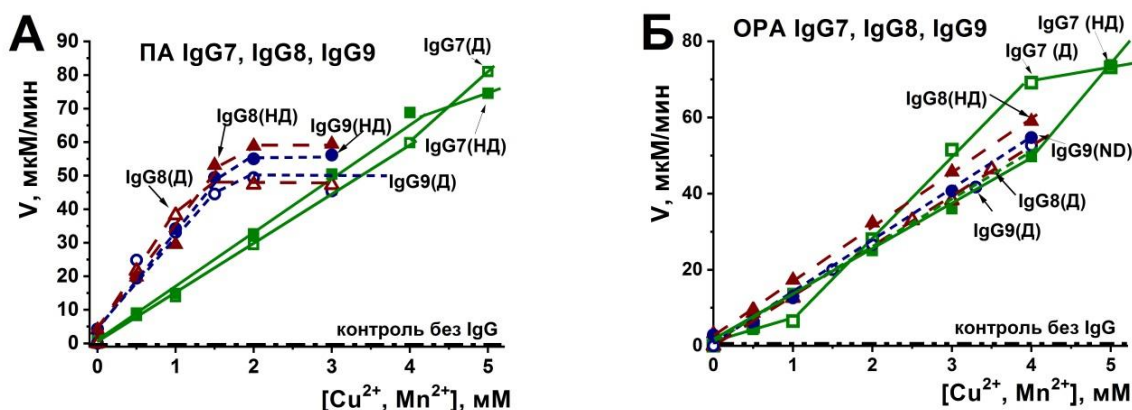 А
ПА IgG7, IgG8, IgG9
V, мкМ/мин
90
80
70
60
50
40
30
20
10
0
IgG7(Д)
IgG8(НД)
IgG9(НД)
IgG7(НД)
IgG8(Д)
IgG9(Д)
контроль без IgG
0 1 2 3 4 5
[Cu²⁺, Mn²⁺], мМ
Б
ОРА IgG7, IgG8, IgG9
V, мкМ/мин
80
60
40
20
0
IgG7 (НД)
IgG7 (Д)
IgG8(НД)
IgG9(ND)
IgG8(Д)
IgG9(Д)
контроль без IgG
0 1 2 3 4 5
[Cu²⁺, Mn²⁺], мМ